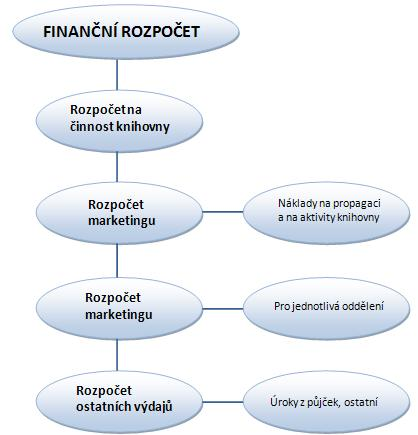 FINANČNÍ ROZPOČET
Rozpočet na
činnost knihovny
Rozpočet
marketingu
Náklady na propagaci
a na aktivity knihovny
Rozpočet
marketingu
Pro jednotlivá oddělení
Rozpočet
ostatních výdajů
Úroky z půjček, ostatní